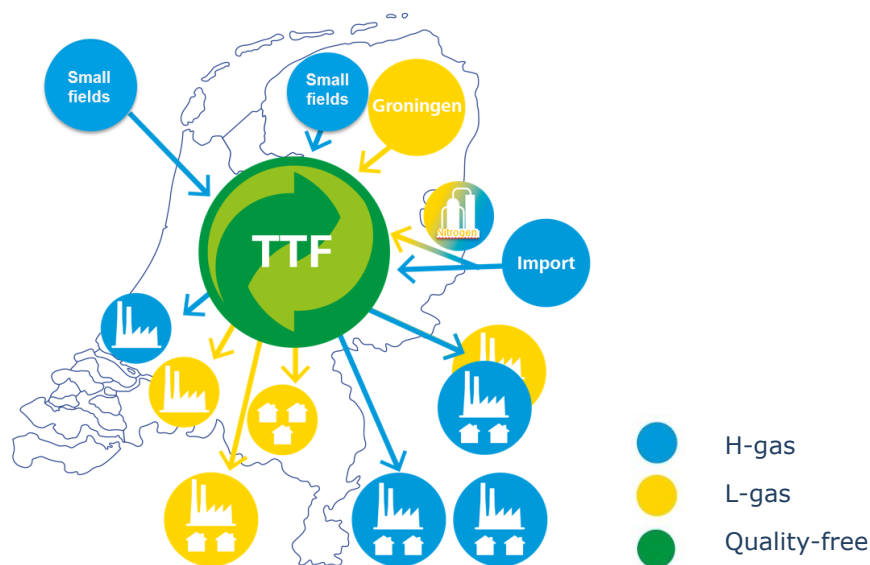 Small
fields
Small
fields
Groningen
Nitrogen
TTF
Import
H-gas
L-gas
Quality-free